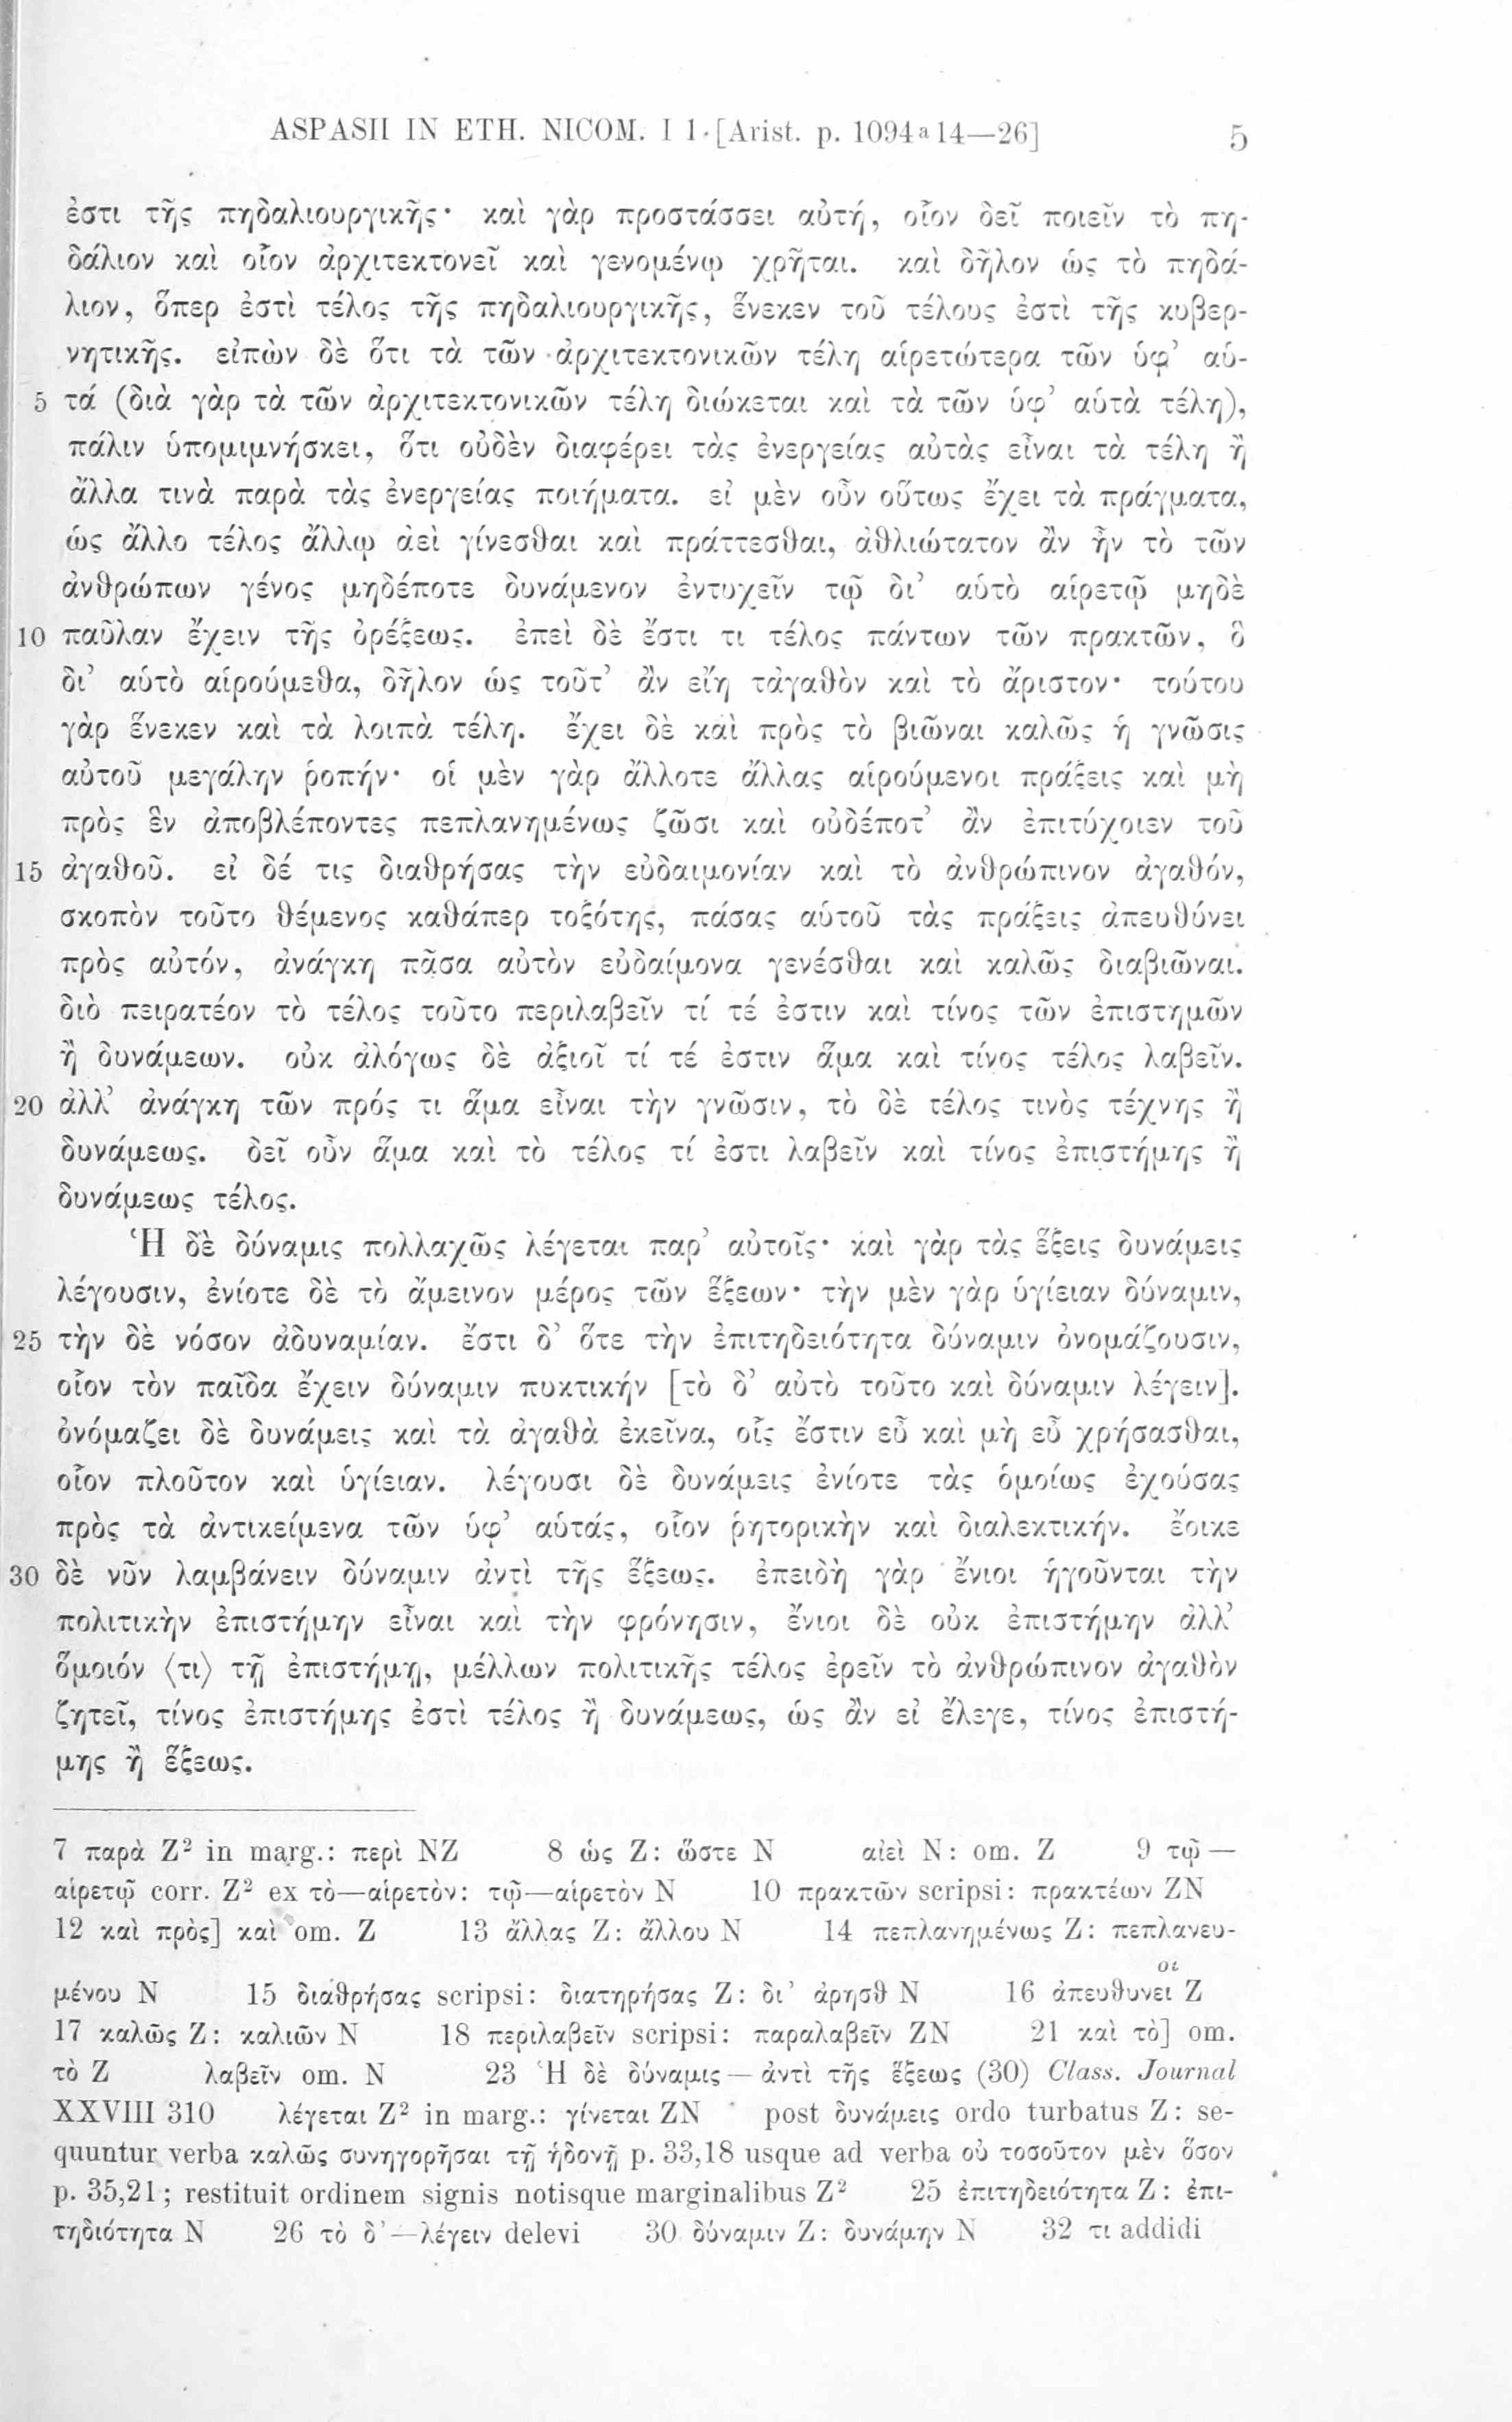 ASPASII IN ETH. NICOM. I 1 [Arist. p. 1094ᵃ14—26] 5
ἐστι τῆς πηδαλιουργικῆς· καὶ γὰρ προστάσσει αὐτή, οἷον δεῖ ποιεῖν τὸ πη-
δάλιον καὶ οἷον ἀρχιτεκτονεῖ καὶ γενομένῳ χρῆται. καὶ δῆλον ὡς τὸ πηδά-
λιον, ὅπερ ἐστὶ τέλος τῆς πηδαλιουργικῆς, ἕνεκεν τοῦ τέλους ἐστὶ τῆς κυβερ-
νητικῆς. εἰπὼν δὲ ὅτι τὰ τῶν ἀρχιτεκτονικῶν τέλη αἱρετώτερα τῶν ὑφ’ αὑ-
5 τά (διὰ γὰρ τὰ τῶν ἀρχιτεκτονικῶν τέλη διώκεται καὶ τὰ τῶν ὑφ’ αὑτὰ τέλη),
πάλιν ὑπομιμνήσκει, ὅτι οὐδὲν διαφέρει τὰς ἐνεργείας αὐτὰς εἶναι τὰ τέλη ἢ
ἄλλα τινὰ παρὰ τὰς ἐνεργείας ποιήματα. εἰ μὲν οὖν οὕτως ἔχει τὰ πράγματα,
ὡς ἄλλο τέλος ἄλλῳ ἀεὶ γίνεσθαι καὶ πράττεσθαι, ἀθλιώτατον ἂν ἦν τὸ τῶν
ἀνθρώπων γένος μηδέποτε δυνάμενον ἐντυχεῖν τῷ δι’ αὑτὸ αἱρετῷ μηδὲ
10 παῦλαν ἔχειν τῆς ὀρέξεως. ἐπεὶ δὲ ἔστι τι τέλος πάντων τῶν πρακτῶν, ὃ
δι’ αὑτὸ αἱρούμεθα, δῆλον ὡς τοῦτ’ ἂν εἴη τἀγαθὸν καὶ τὸ ἄριστον· τούτου
γὰρ ἕνεκεν καὶ τὰ λοιπὰ τέλη. ἔχει δὲ καὶ πρὸς τὸ βιῶναι καλῶς ἡ γνῶσις
αὐτοῦ μεγάλην ῥοπήν· οἱ μὲν γὰρ ἄλλοτε ἄλλας αἱρούμενοι πράξεις καὶ μὴ
πρὸς ἓν ἀποβλέποντες πεπλανημένως ζῶσι καὶ οὐδέποτ’ ἂν ἐπιτύχοιεν τοῦ
15 ἀγαθοῦ. εἰ δέ τις διαθρήσας τὴν εὐδαιμονίαν καὶ τὸ ἀνθρώπινον ἀγαθόν,
σκοπὸν τοῦτο θέμενος καθάπερ τοξότης, πάσας αὑτοῦ τὰς πράξεις ἀπευθύνει
πρὸς αὐτόν, ἀνάγκη πᾶσα αὐτὸν εὐδαίμονα γενέσθαι καὶ καλῶς διαβιῶναι.
διὸ πειρατέον τὸ τέλος τοῦτο περιλαβεῖν τί τέ ἐστιν καὶ τίνος τῶν ἐπιστημῶν
ἢ δυνάμεων. οὐκ ἀλόγως δὲ ἀξιοῖ τί τέ ἐστιν ἅμα καὶ τίνος τέλος λαβεῖν.
20 ἀλλ’ ἀνάγκη τῶν πρός τι ἅμα εἶναι τὴν γνῶσιν, τὸ δὲ τέλος τινὸς τέχνης ἢ
δυνάμεως. δεῖ οὖν ἅμα καὶ τὸ τέλος τί ἐστι λαβεῖν καὶ τίνος ἐπιστήμης ἢ
δυνάμεως τέλος.
Ἡ δὲ δύναμις πολλαχῶς λέγεται παρ’ αὐτοῖς· καὶ γὰρ τὰς ἕξεις δυνάμεις
λέγουσιν, ἐνίοτε δὲ τὸ ἄμεινον μέρος τῶν ἕξεων· τὴν μὲν γὰρ ὑγίειαν δύναμιν,
25 τὴν δὲ νόσον ἀδυναμίαν. ἔστι δ’ ὅτε τὴν ἐπιτηδειότητα δύναμιν ὀνομάζουσιν,
οἷον τὸν παῖδα ἔχειν δύναμιν πυκτικήν [τὸ δ’ αὐτὸ τοῦτο καὶ δύναμιν λέγειν].
ὀνόμαζει δὲ δυνάμεις καὶ τὰ ἀγαθὰ ἐκεῖνα, οἷς ἔστιν εὖ καὶ μὴ εὖ χρήσασθαι,
οἷον πλοῦτον καὶ ὑγίειαν. λέγουσι δὲ δυνάμεις ἐνίοτε τὰς ὁμοίως ἐχούσας
πρὸς τὰ ἀντικείμενα τῶν ὑφ’ αὑτάς, οἷον ῥητορικὴν καὶ διαλεκτικήν. ἔοικε
30 δὲ νῦν λαμβάνειν δύναμιν ἀντὶ τῆς ἕξεως. ἐπειδὴ γὰρ ἔνιοι ἡγοῦνται τὴν
πολιτικὴν ἐπιστήμην εἶναι καὶ τὴν φρόνησιν, ἔνιοι δὲ οὐκ ἐπιστήμην ἀλλ’
ὅμοιόν ⟨τι⟩ τῇ ἐπιστήμῃ, μέλλων πολιτικῆς τέλος ἐρεῖν τὸ ἀνθρώπινον ἀγαθὸν
ζητεῖ, τίνος ἐπιστήμης ἐστὶ τέλος ἢ δυνάμεως, ὡς ἂν εἰ ἔλεγε, τίνος ἐπιστή-
μης ἢ ἕξεως.
7 παρὰ Z² in marg.: περὶ NZ 8 ὡς Z: ὥστε N αἰεὶ N: om. Z 9 τῷ—
αἱρετῷ corr. Z² ex τὸ—αἱρετὸν: τῷ—αἱρετὸν N 10 πρακτῶν scripsi: πρακτέων ZN
12 καὶ πρὸς] καὶ om. Z 13 ἄλλας Z: ἄλλου N 14 πεπλανημένως Z: πεπλανευ-
μένου N 15 διαθρήσας scripsi: διατηρήσας Z: δι’ άρησθ N 16 ἀπευθυνει Z
οι
17 καλῶς Z: καλιῶν N 18 περιλαβεῖν scripsi: παραλαβεῖν ZN 21 καὶ τὸ] om.
τὸ Z λαβεῖν om. N 23 Ἡ δὲ δύναμις — ἀντὶ τῆς ἕξεως (30) Class. Journal
XXVIII 310 λέγεται Z² in marg.: γίνεται ZN post δυνάμεις ordo turbatus Z: se-
quuntur verba καλῶς συνηγορῆσαι τῇ ἡδονῇ p. 33,18 usque ad verba οὐ τοσοῦτον μὲν ὅσον
p. 35,21; restituit ordinem signis notisque marginalibus Z² 25 ἐπιτηδειότητα Z: ἐπι-
τηδιότητα N 26 τὸ δ’—λέγειν delevi 30 δύναμιν Z: δυνάμην N 32 τι addidi